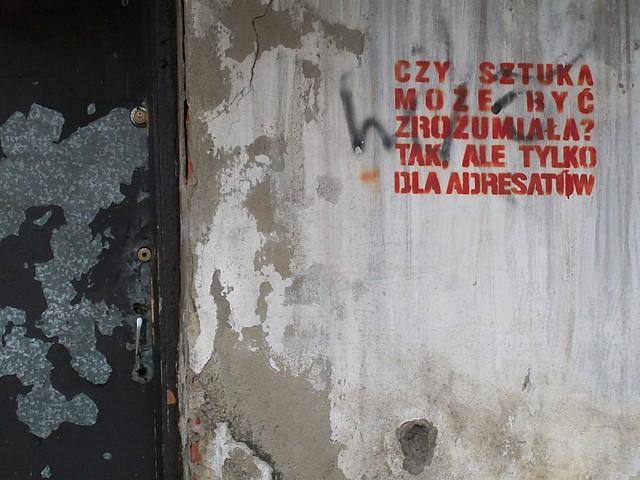 CZY SZTUKA
MOŻE BYĆ
ZROZUMIAŁA?
TAK, ALE TYLKO
DLA ADRESATÓW